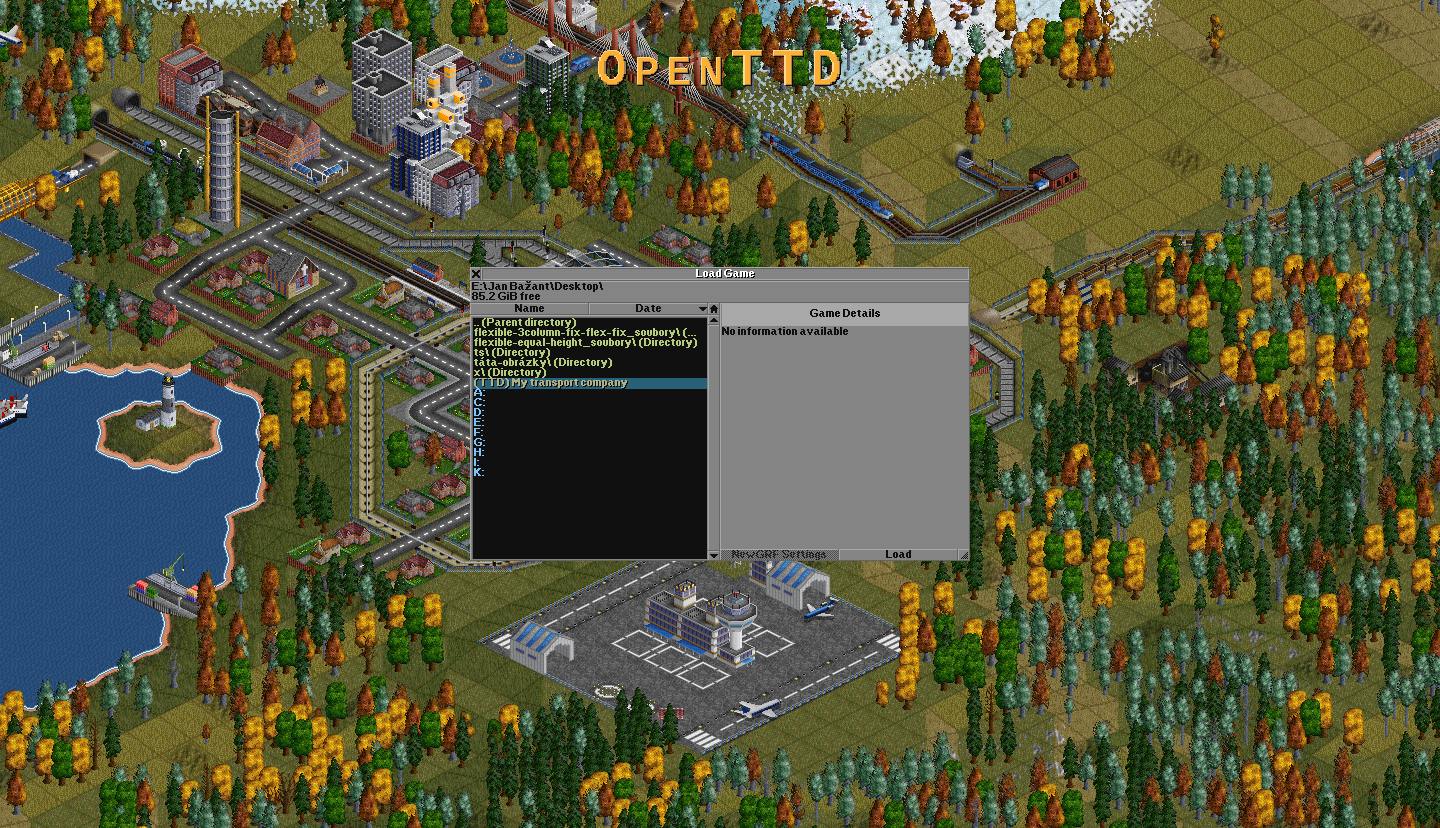 OpenTTD
Load Game
E:\Jan Bažant\Desktop\
85.2 GiB free
Name Date
Game Details
.. (Parent directory)
No information available
flexible-3column-fix-flex-fix_soubory\ (...
flexible-equal-height_soubory\ (Directory)
ts\ (Directory)
táta-obrázky\ (Directory)
x\ (Directory)
(TTD) My transport company
A:
C:
D:
E:
F:
G:
H:
I:
K:
NewGRF Settings Load